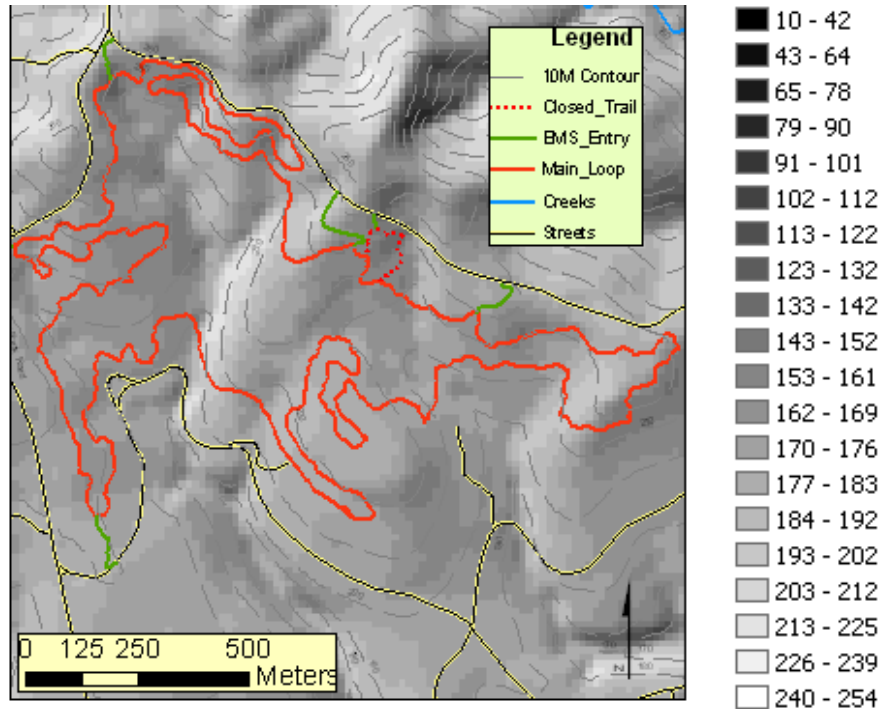 Legend
10M Contour
Closed_Trail
EMS_Entry
Main_Loop
Creeks
Streets
0 125 250 500
Meters
N
10 - 42
43 - 64
65 - 78
79 - 90
91 - 101
102 - 112
113 - 122
123 - 132
133 - 142
143 - 152
153 - 161
162 - 169
170 - 176
177 - 183
184 - 192
193 - 202
203 - 212
213 - 225
226 - 239
240 - 254